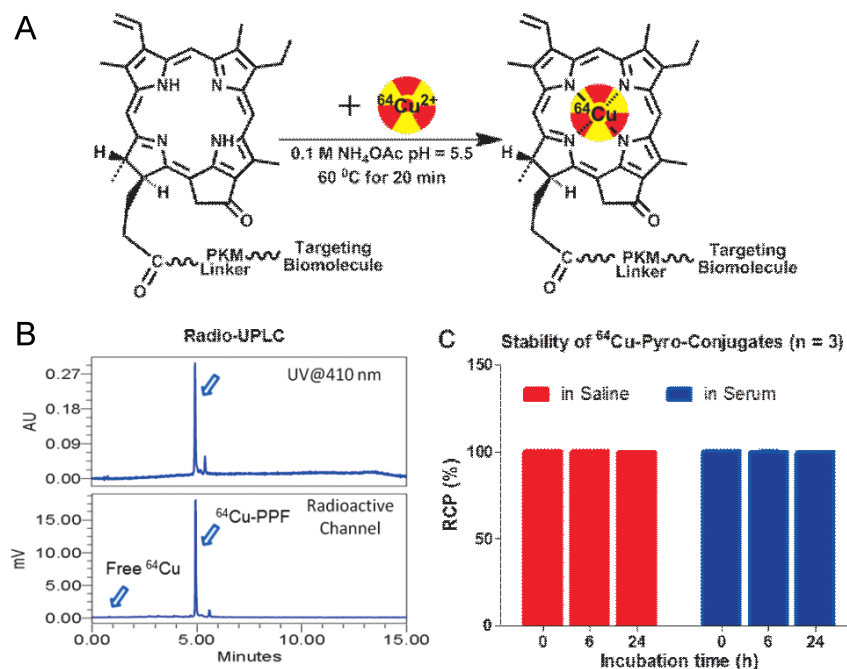 A
NH
N
N
HN
H
H
O
C
O
PKM
Linker
Targeting
Biomolecule
+ ⁶⁴Cu²⁺
0.1 M NH₄OAc pH = 5.5
60 ⁰C for 20 min
N
N
N
N
⁶⁴Cu
H
H
O
C
O
PKM
Linker
Targeting
Biomolecule
B
Radio-UPLC
UV@410 nm
AU
0.27
0.18
0.09
0.00
Radioactive
Channel
⁶⁴Cu-PPF
Free ⁶⁴Cu
mV
15.00
10.00
5.00
0.00
0.00 5.00 10.00 15.00
Minutes
C
Stability of ⁶⁴Cu-Pyro-Conjugates (n = 3)
in Saline
in Serum
RCP (%)
150
100
50
0
0 6 24 0 6 24
Incubation time (h)